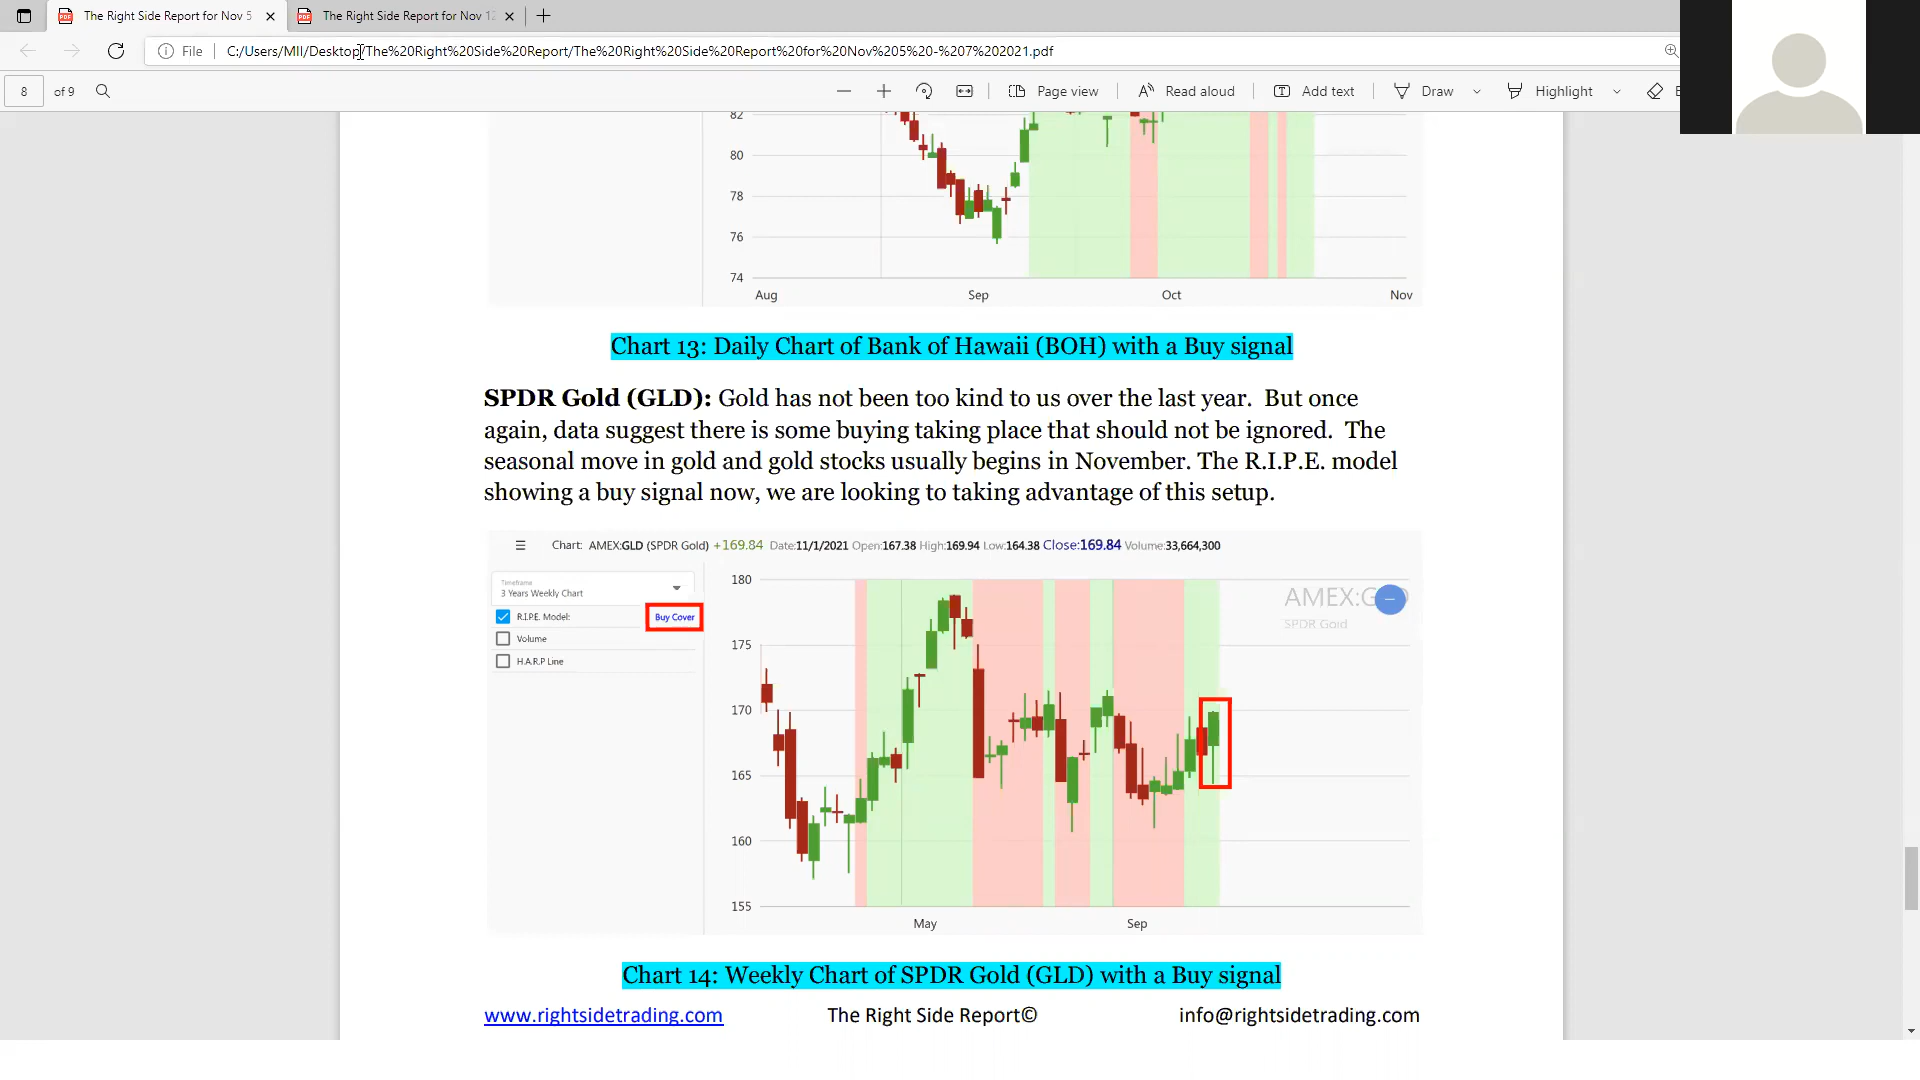 The Right Side Report for Nov 5
The Right Side Report for Nov 12
File
C:/Users/MII/Desktop/The%20Right%20Side%20Report/The%20Right%20Side%20Report%20for%20Nov%205%20-%207%202021.pdf
8
of 9
Page view
Read aloud
Add text
Draw
Highlight
82
80
78
76
74
Aug
Sep
Oct
Nov
Chart 13: Daily Chart of Bank of Hawaii (BOH) with a Buy signal
SPDR Gold (GLD): Gold has not been too kind to us over the last year. But once
again, data suggest there is some buying taking place that should not be ignored. The
seasonal move in gold and gold stocks usually begins in November. The R.I.P.E. model
showing a buy signal now, we are looking to taking advantage of this setup.
Chart: AMEX:GLD (SPDR Gold) +169.84 Date:11/1/2021 Open:167.38 High:169.94 Low:164.38 Close:169.84 Volume:33,664,300
Timeframe
3 Years Weekly Chart
R.I.P.E. Model:
Buy Cover
Volume
H.A.R.P Line
180
175
170
165
160
155
May
Sep
SPDR Gold
Chart 14: Weekly Chart of SPDR Gold (GLD) with a Buy signal
www.rightsidetrading.com
The Right Side Report©
info@rightsidetrading.com